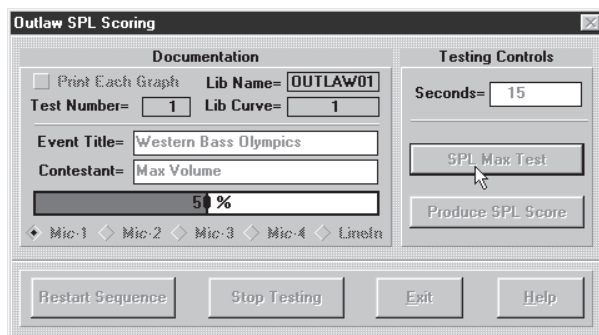 Outlaw SPL Scoring
Documentation
Print Each Graph Lib Name= OUTLAW01
Test Number= 1 Lib Curve= 1
Event Title= Western Bass Olympics
Contestant= Max Volume
50 %
Mic-1 Mic-2 Mic-3 Mic-4 LineIn
Testing Controls
Seconds= 15
SPL Max Test
Produce SPL Score
Restart Sequence Stop Testing Exit Help